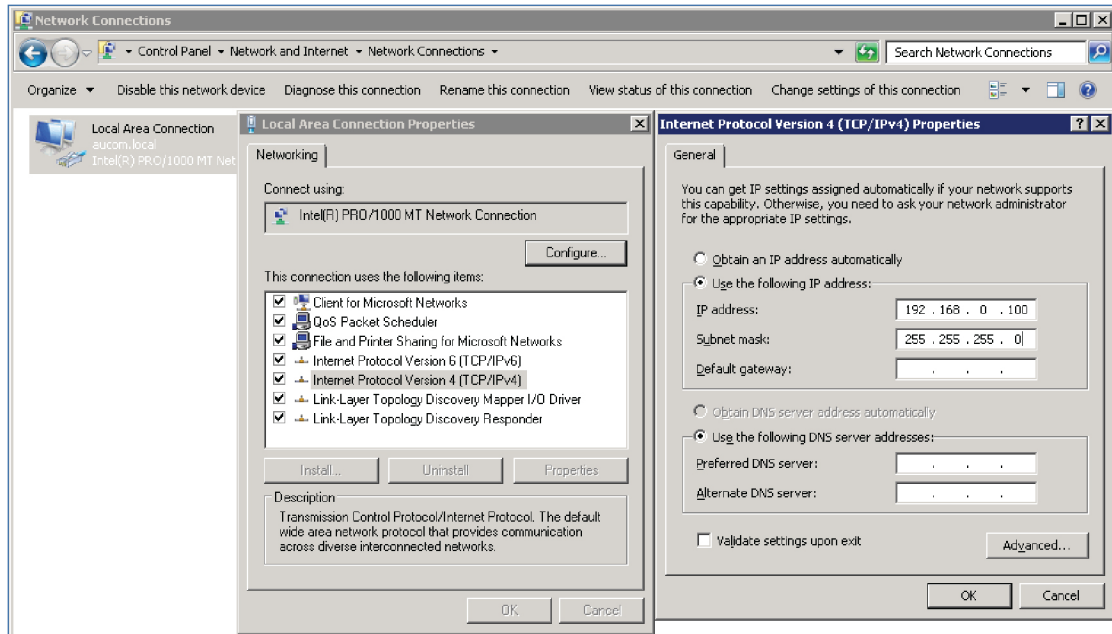 Network Connections
Control Panel Network and Internet Network Connections
Search Network Connections
Organize Disable this network device Diagnose this connection Rename this connection View status of this connection Change settings of this connection
Local Area Connection
aucom.local
Intel(R) PRO/1000 MT Net
Local Area Connection Properties
Networking
Connect using:
Intel(R) PRO/1000 MT Network Connection
Configure...
This connection uses the following items:
Client for Microsoft Networks
QoS Packet Scheduler
File and Printer Sharing for Microsoft Networks
Internet Protocol Version 6 (TCP/IPv6)
Internet Protocol Version 4 (TCP/IPv4)
Link-Layer Topology Discovery Mapper I/O Driver
Link-Layer Topology Discovery Responder
Install... Uninstall Properties
Description
Transmission Control Protocol/Internet Protocol. The default
wide area network protocol that provides communication
across diverse interconnected networks.
OK Cancel
Internet Protocol Version 4 (TCP/IPv4) Properties
General
You can get IP settings assigned automatically if your network supports
this capability. Otherwise, you need to ask your network administrator
for the appropriate IP settings.
Obtain an IP address automatically
Use the following IP address:
IP address: 192 . 168 . 0 . 100
Subnet mask: 255 . 255 . 255 . 0
Default gateway: . . .
Obtain DNS server address automatically
Use the following DNS server addresses:
Preferred DNS server: . . .
Alternate DNS server: . . .
Validate settings upon exit
Advanced...
OK Cancel